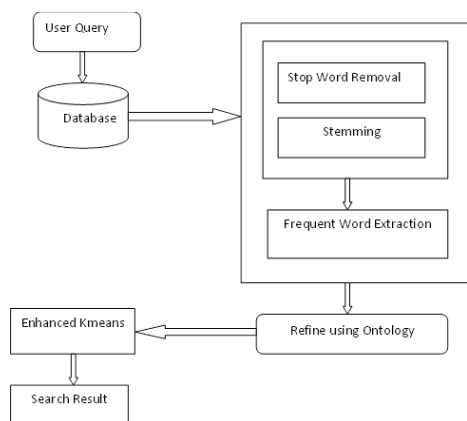 User Query
Database
Stop Word Removal
Stemming
Frequent Word Extraction
Refine using Ontology
Enhanced Kmeans
Search Result